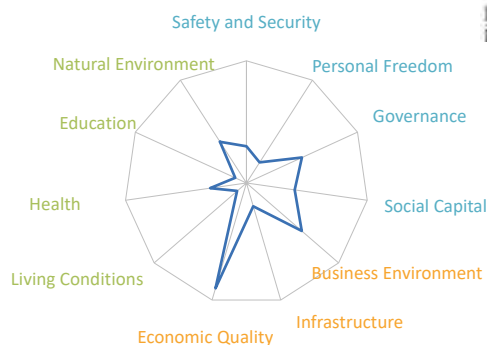 Safety and Security
Natural Environment
Personal Freedom
Education
Governance
Health
Social Capital
Living Conditions
Business Environment
Economic Quality
Infrastructure